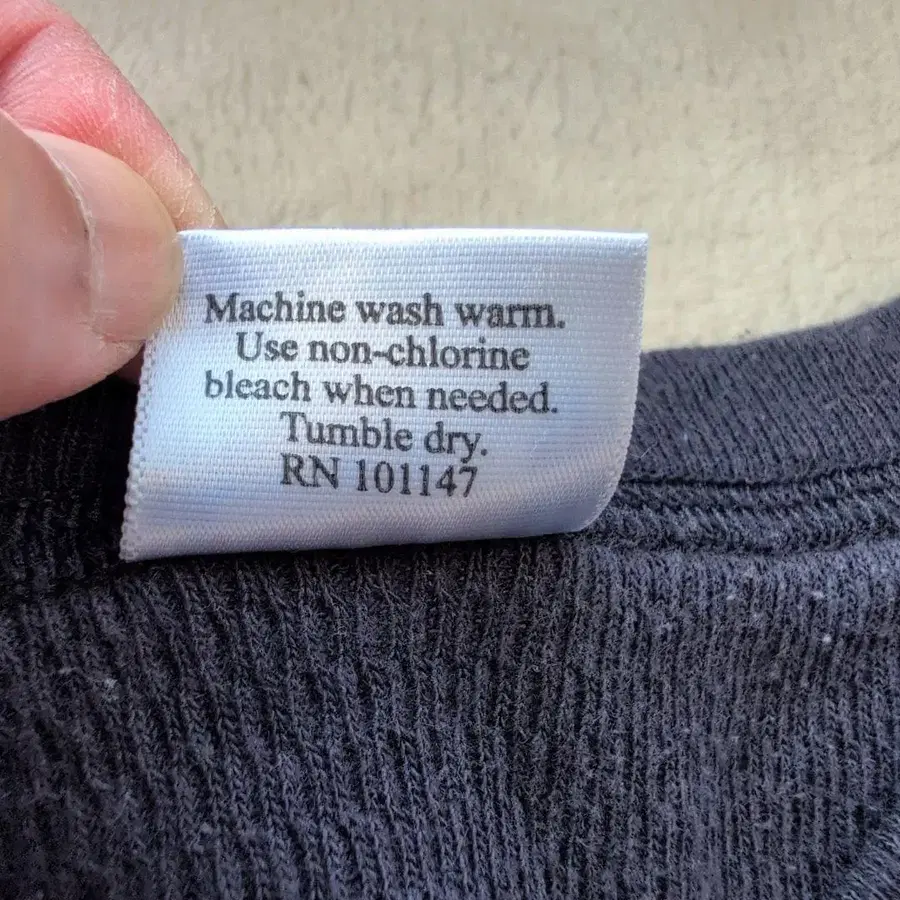 Machine wash warm.
Use non-chlorine
bleach when needed.
Tumble dry.
RN 101147